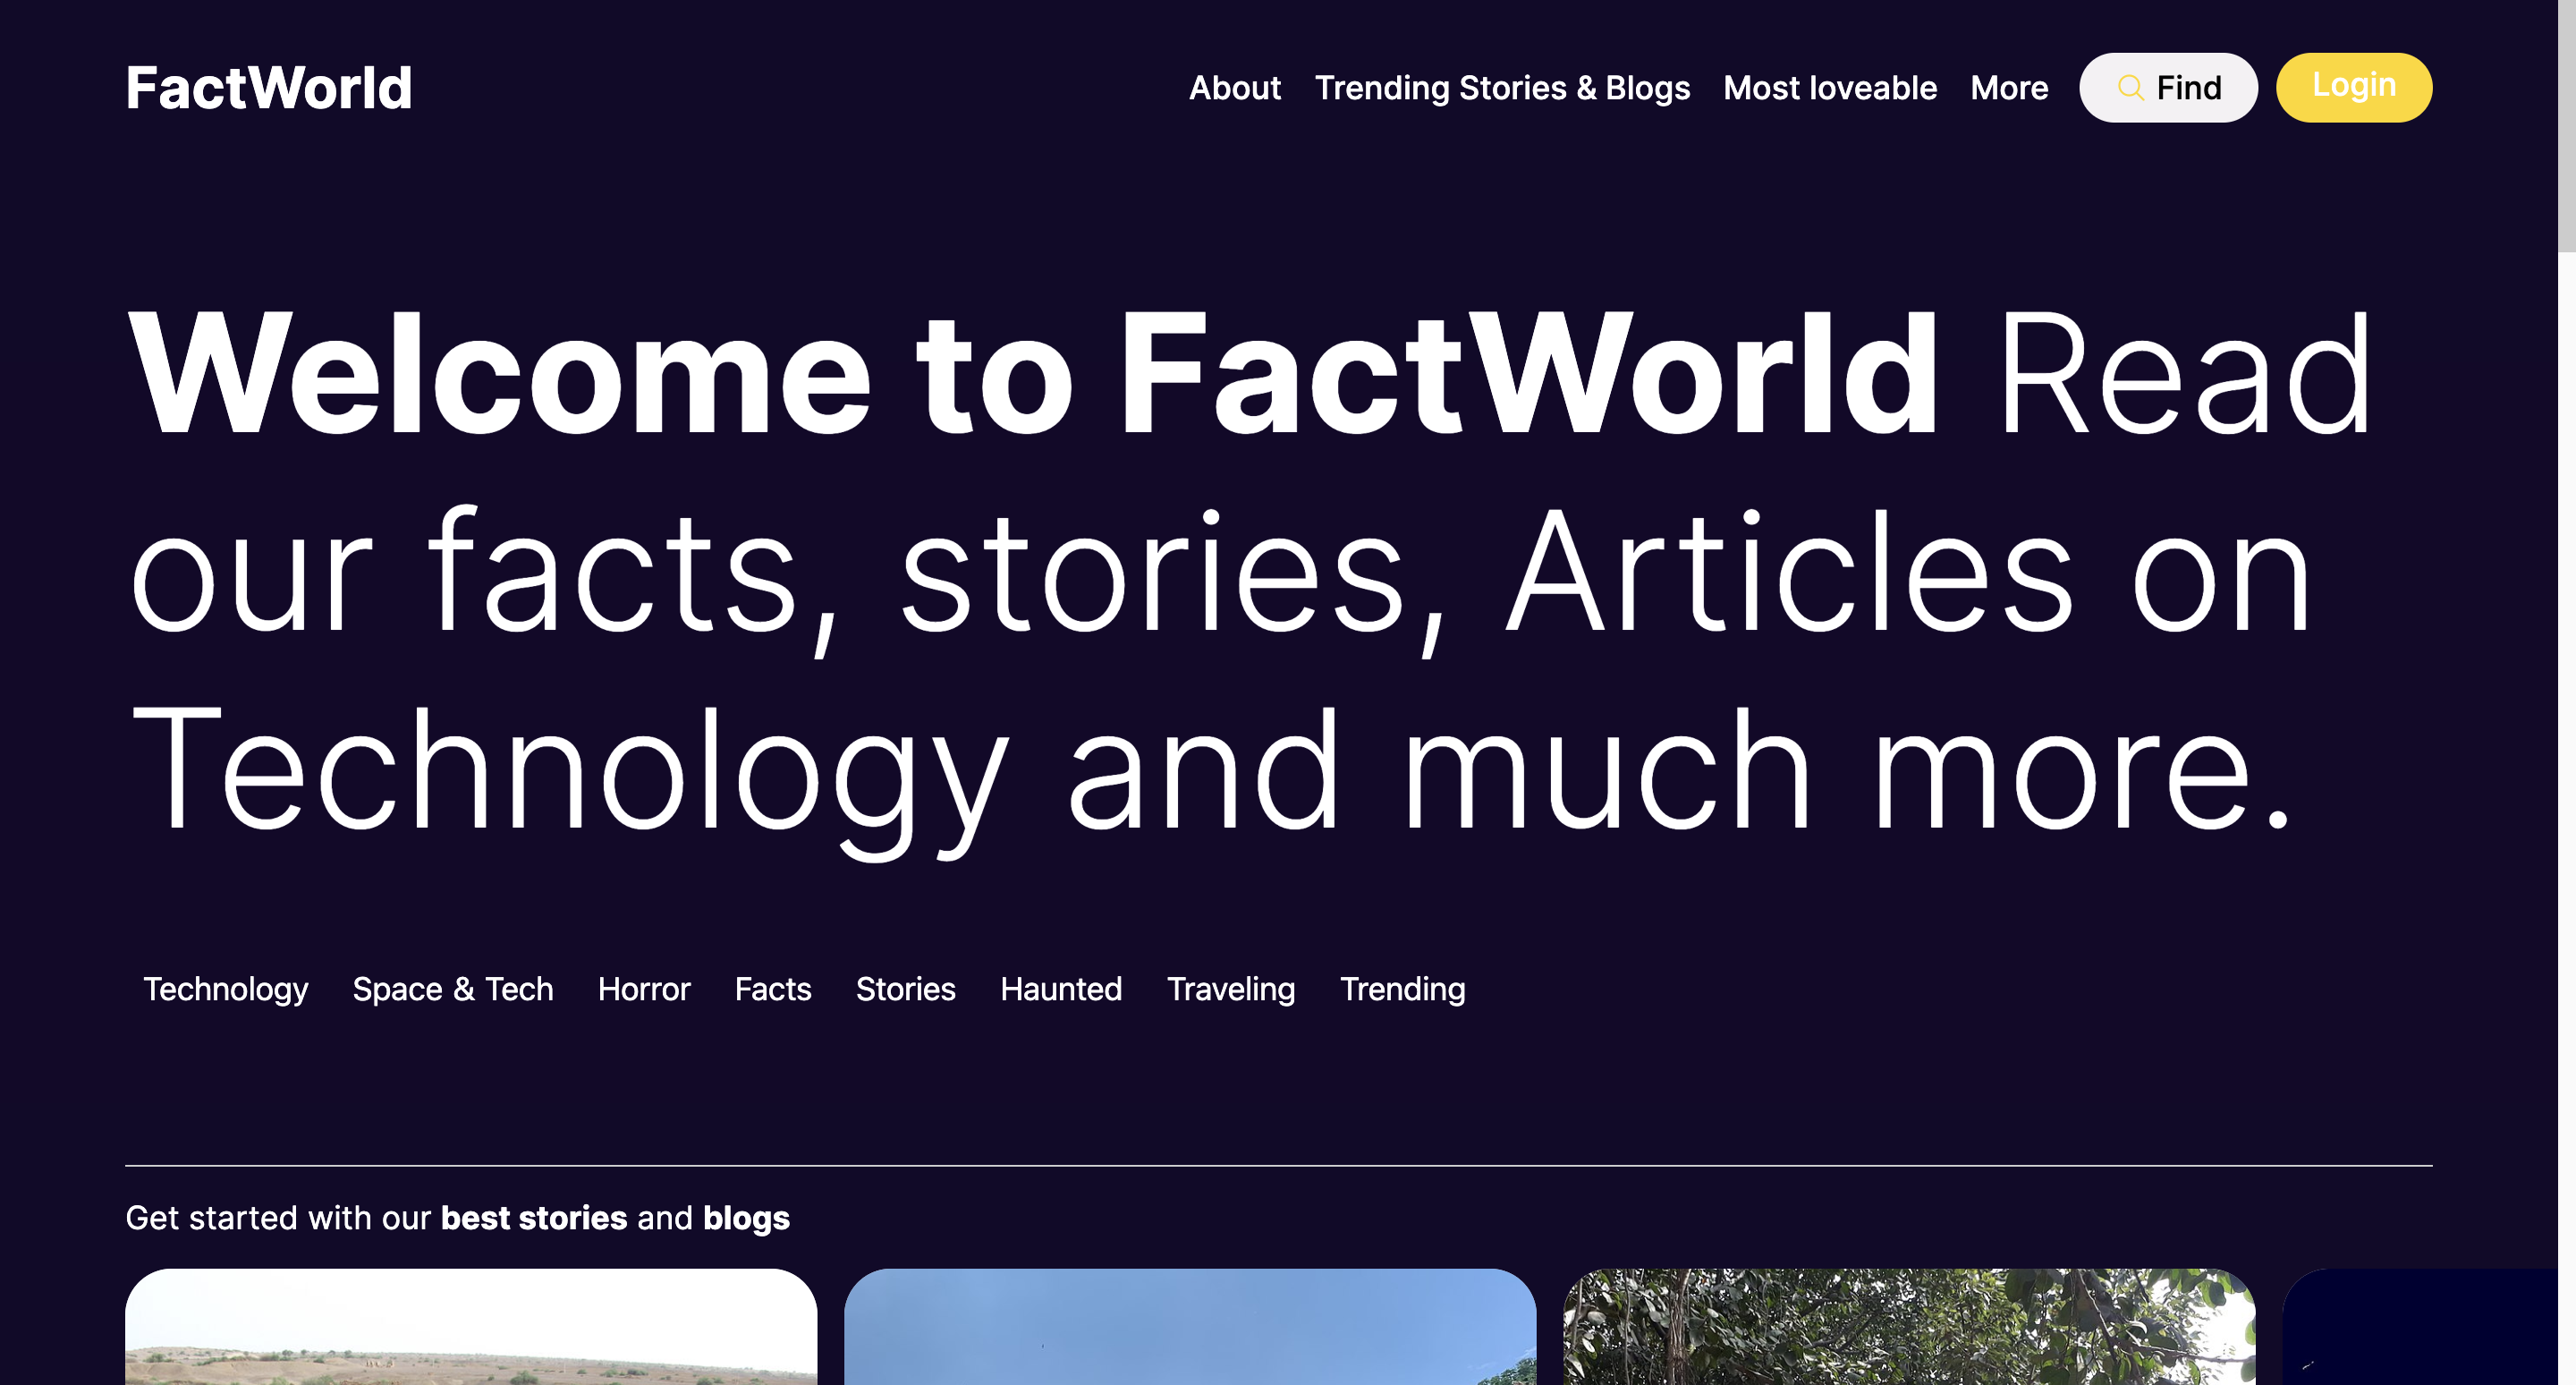 FactWorld
About Trending Stories & Blogs Most loveable More Find Login
Welcome to FactWorld Read
our facts, stories, Articles on
Technology and much more.
Technology Space & Tech Horror Facts Stories Haunted Traveling Trending
Get started with our best stories and blogs